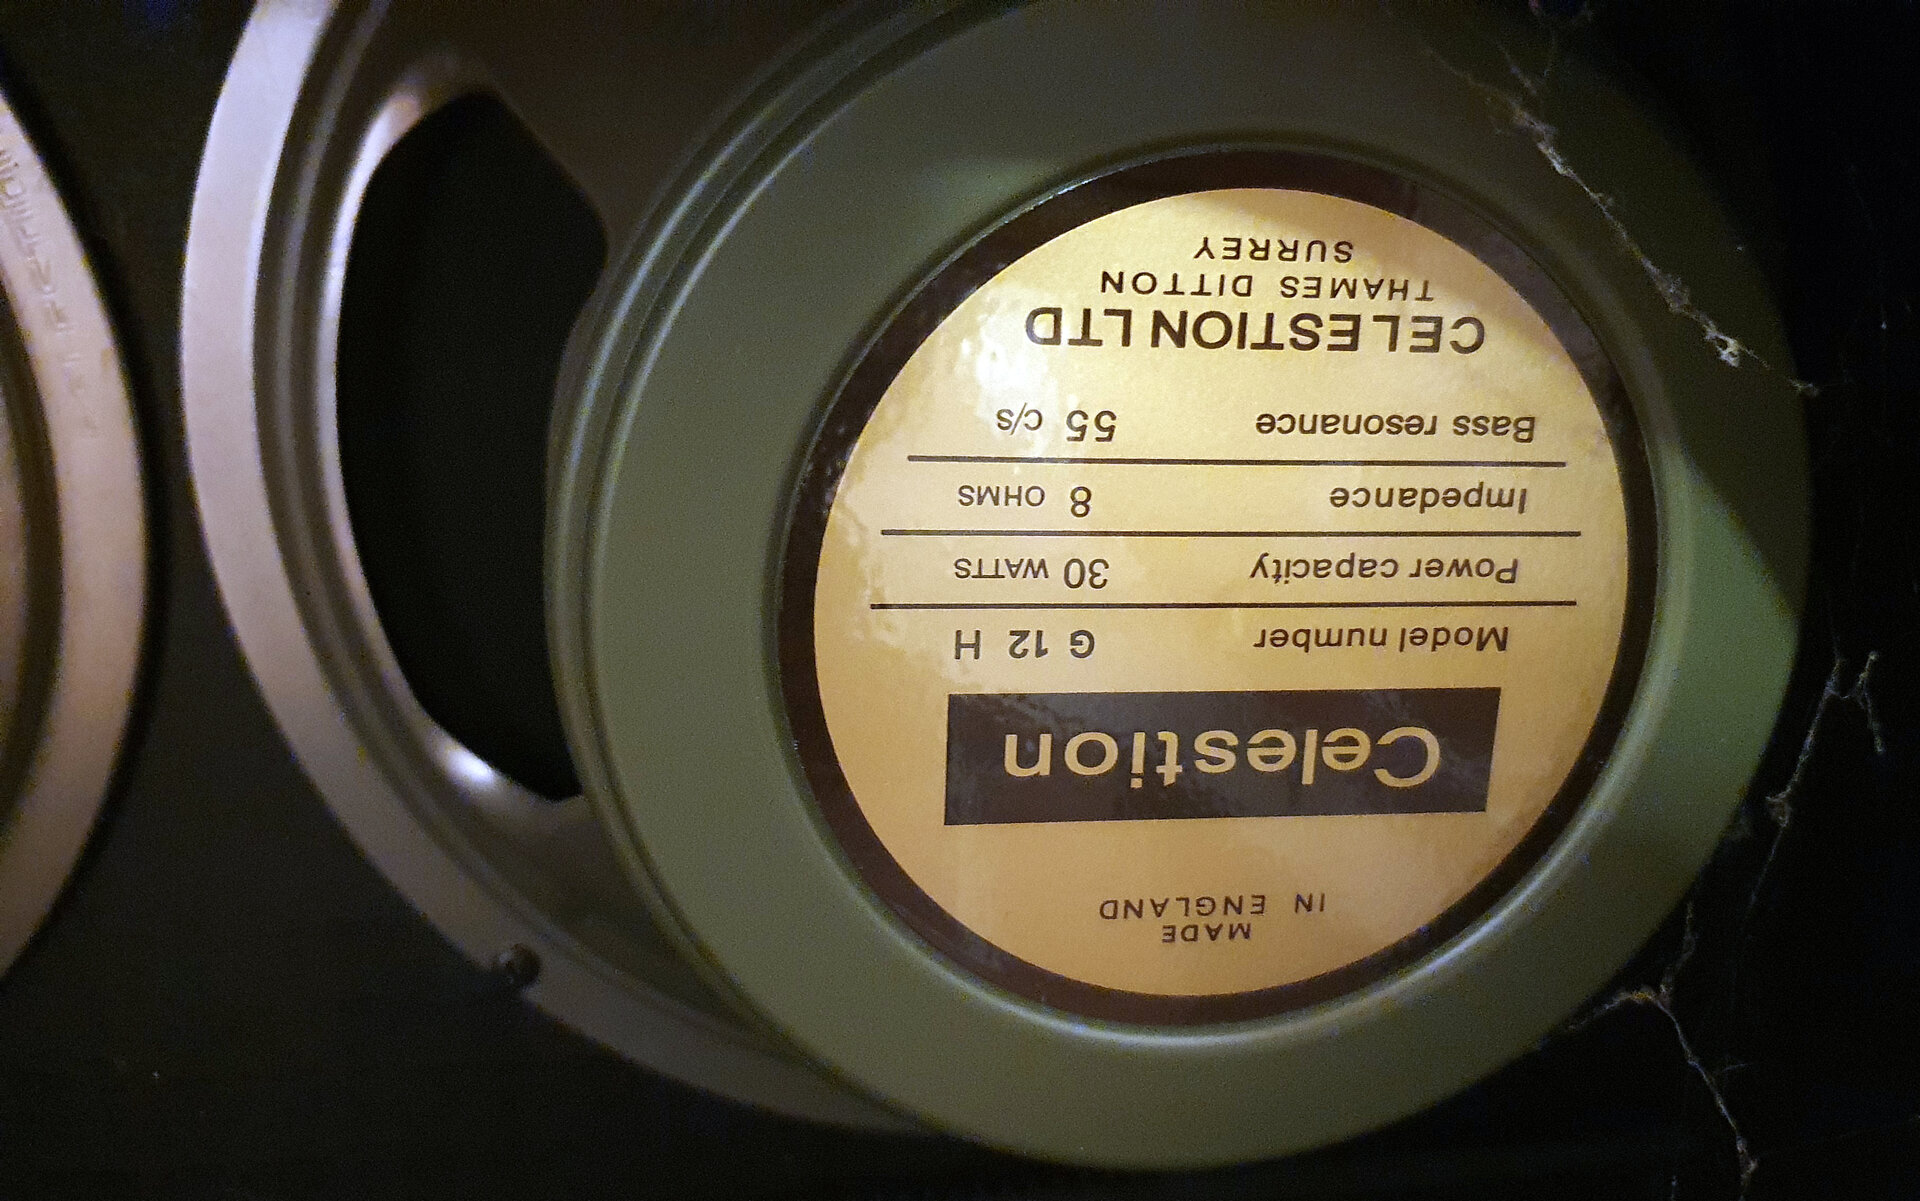 MADE
IN ENGLAND
Celestion
Model number G 12 H
Power capacity 30 WATTS
Impedance 8 OHMS
Bass resonance 55 c/s
CELESTION LTD
THAMES DITTON
SURREY